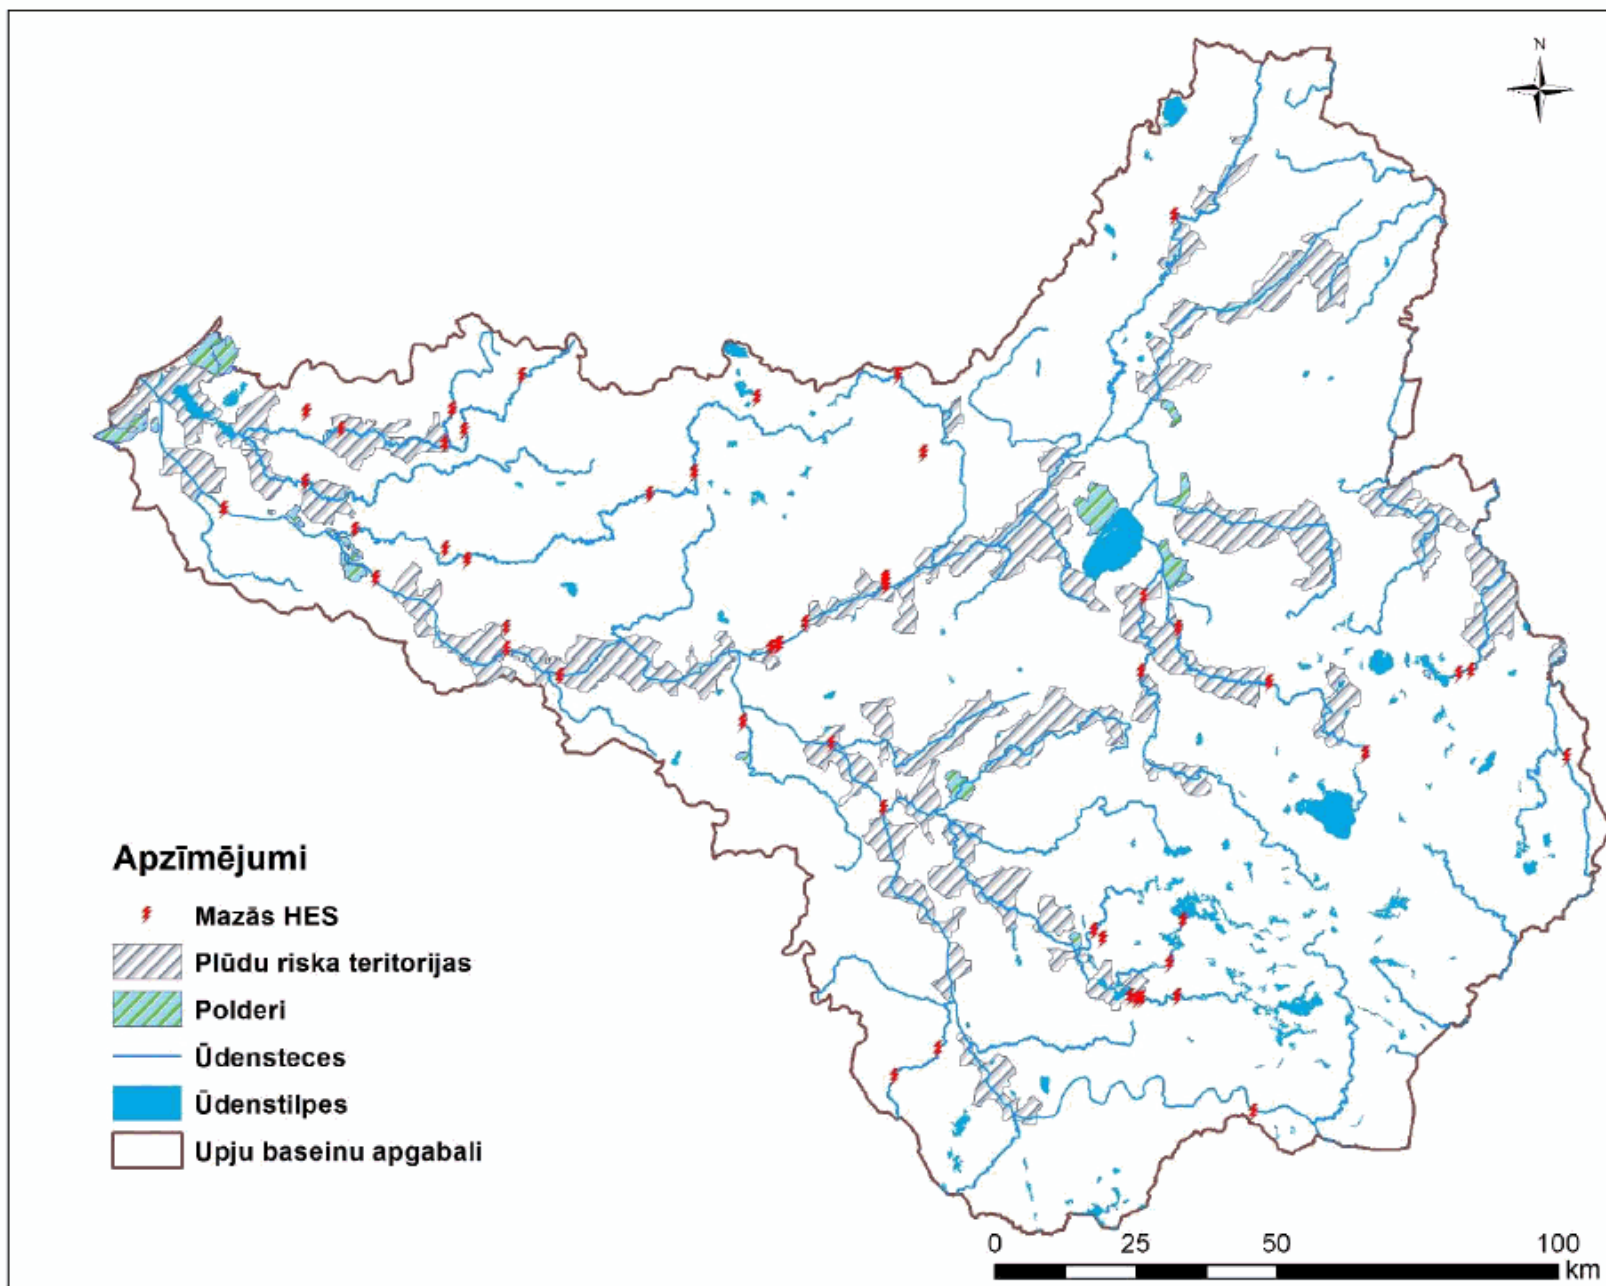 N
Apzīmējumi
Mazās HES
Plūdu riska teritorijas
Polderi
Ūdensteces
Ūdenstilpes
Upju baseinu apgabali
0 25 50 100
km